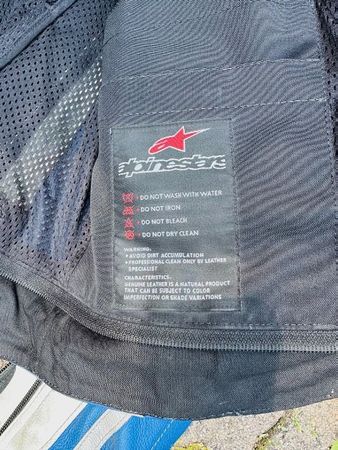 alpinestars
: DO NOT WASH WITH WATER
: DO NOT IRON
: DO NOT BLEACH
: DO NOT DRY CLEAN
WARNING:
• AVOID DIRT ACCUMULATION
• PROFESSIONAL CLEAN ONLY BY LEATHER
SPECIALIST
CHARACTERISTICS:
GENUINE LEATHER IS A NATURAL PRODUCT
THAT CAN BE SUBJECT TO COLOR
IMPERFECTION OR SHADE VARIATIONS